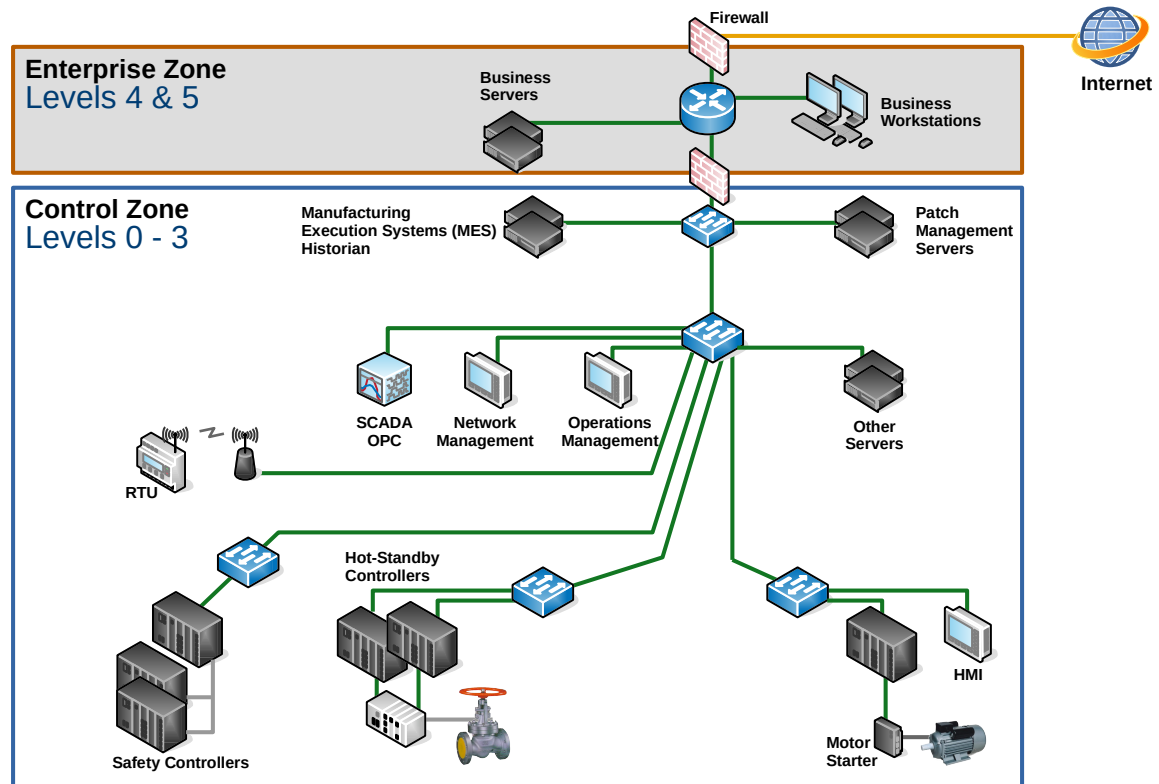 Firewall
Internet
Enterprise Zone
Levels 4 & 5
Business
Servers
Business
Workstations
Control Zone
Levels 0 - 3
Manufacturing
Execution Systems (MES)
Historian
Patch
Management
Servers
SCADA
OPC
Network
Management
Operations
Management
Other
Servers
RTU
Hot-Standby
Controllers
HMI
Safety Controllers
Motor
Starter